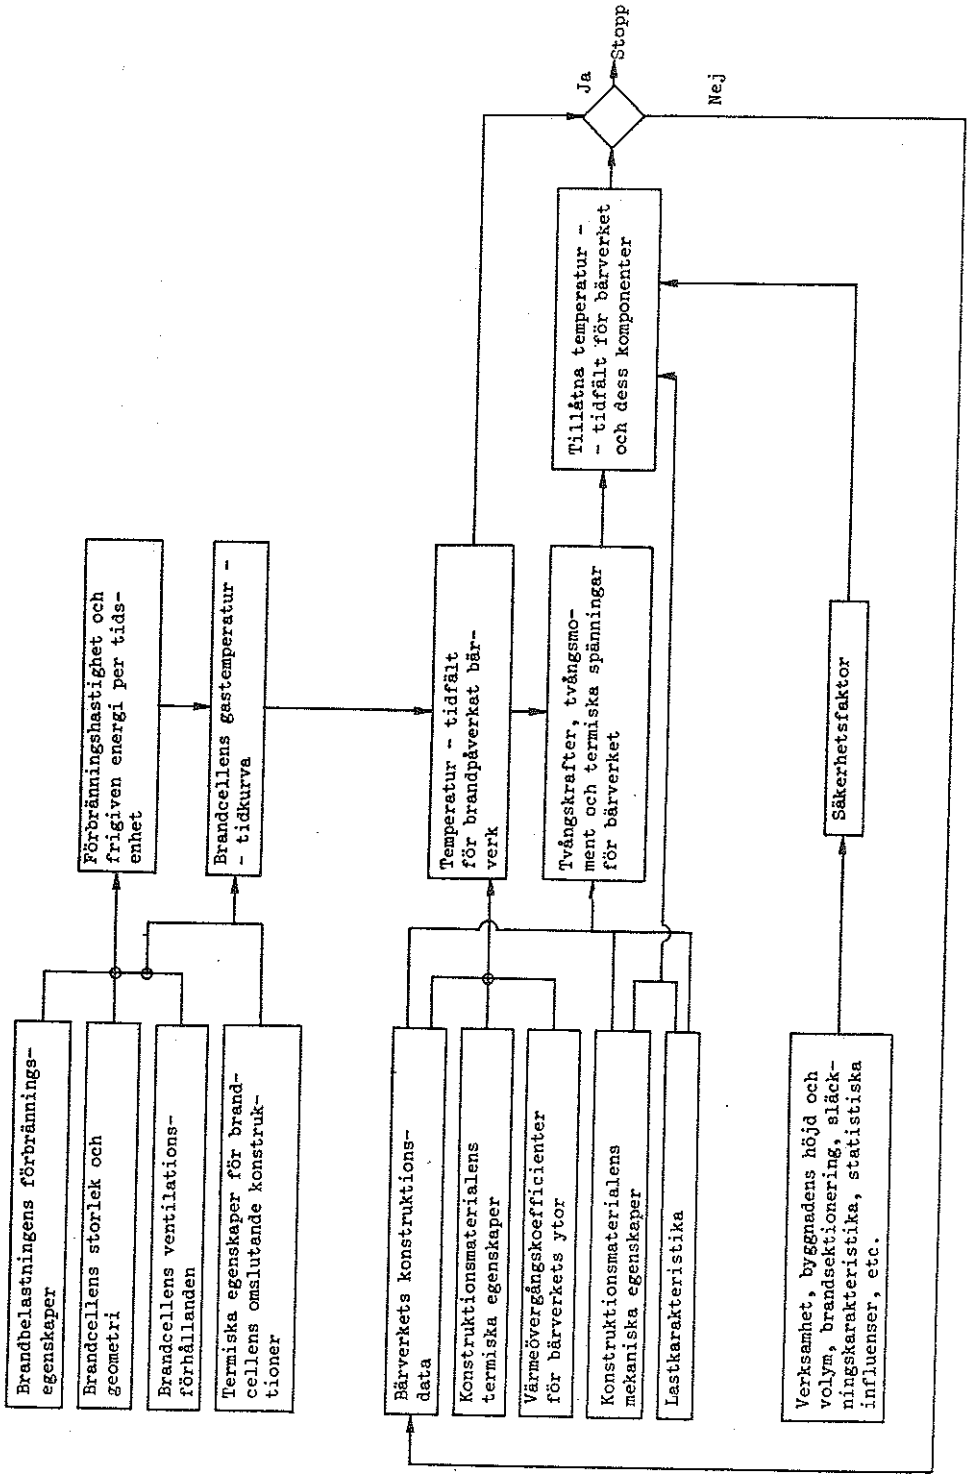 Brandbelastningens förbrännings-
egenskaper
Brandcellens storlek och
geometri
Brandcellens ventilations-
förhållanden
Termiska egenskaper för brand-
cellens omslutande konstruk-
tioner
Förbränningshastighet och
frigiven energi per tids-
enhet
Brandcellens gastemperatur -
- tidkurva
Bärverkets konstruktions-
data
Konstruktionsmaterialens
termiska egenskaper
Värmeövergångskoefficienter
för bärverkets ytor
Konstruktionsmaterialens
mekaniska egenskaper
Lastkarakteristika
Temperatur - tidfält
för brandpåverkat bär-
verk
Tvångskrafter, tvångsmo-
ment och termiska spänningar
för bärverket
Tillåtna temperatur -
- tidfält för bärverket
och dess komponenter
Ja
Stopp
Nej
Verksamhet, byggnadens höjd och
volym, brandsektionering, släck-
ningskarakteristika, statistiska
influenser, etc.
Säkerhetsfaktor